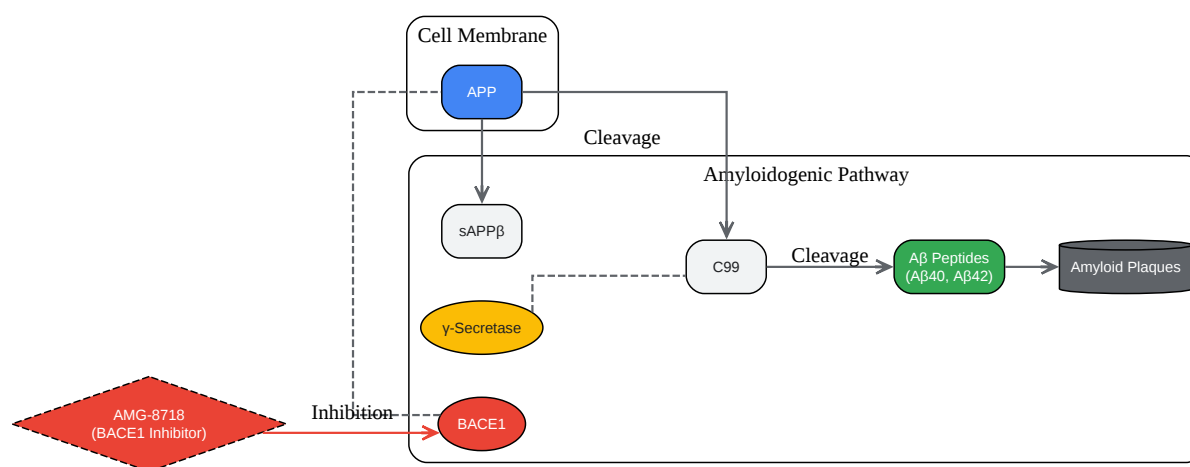 Cell Membrane
APP
Cleavage
Amyloidogenic Pathway
sAPPβ
C99
Cleavage
Aβ Peptides
(Aβ40, Aβ42)
Amyloid Plaques
γ-Secretase
AMG-8718
(BACE1 Inhibitor)
Inhibition
BACE1